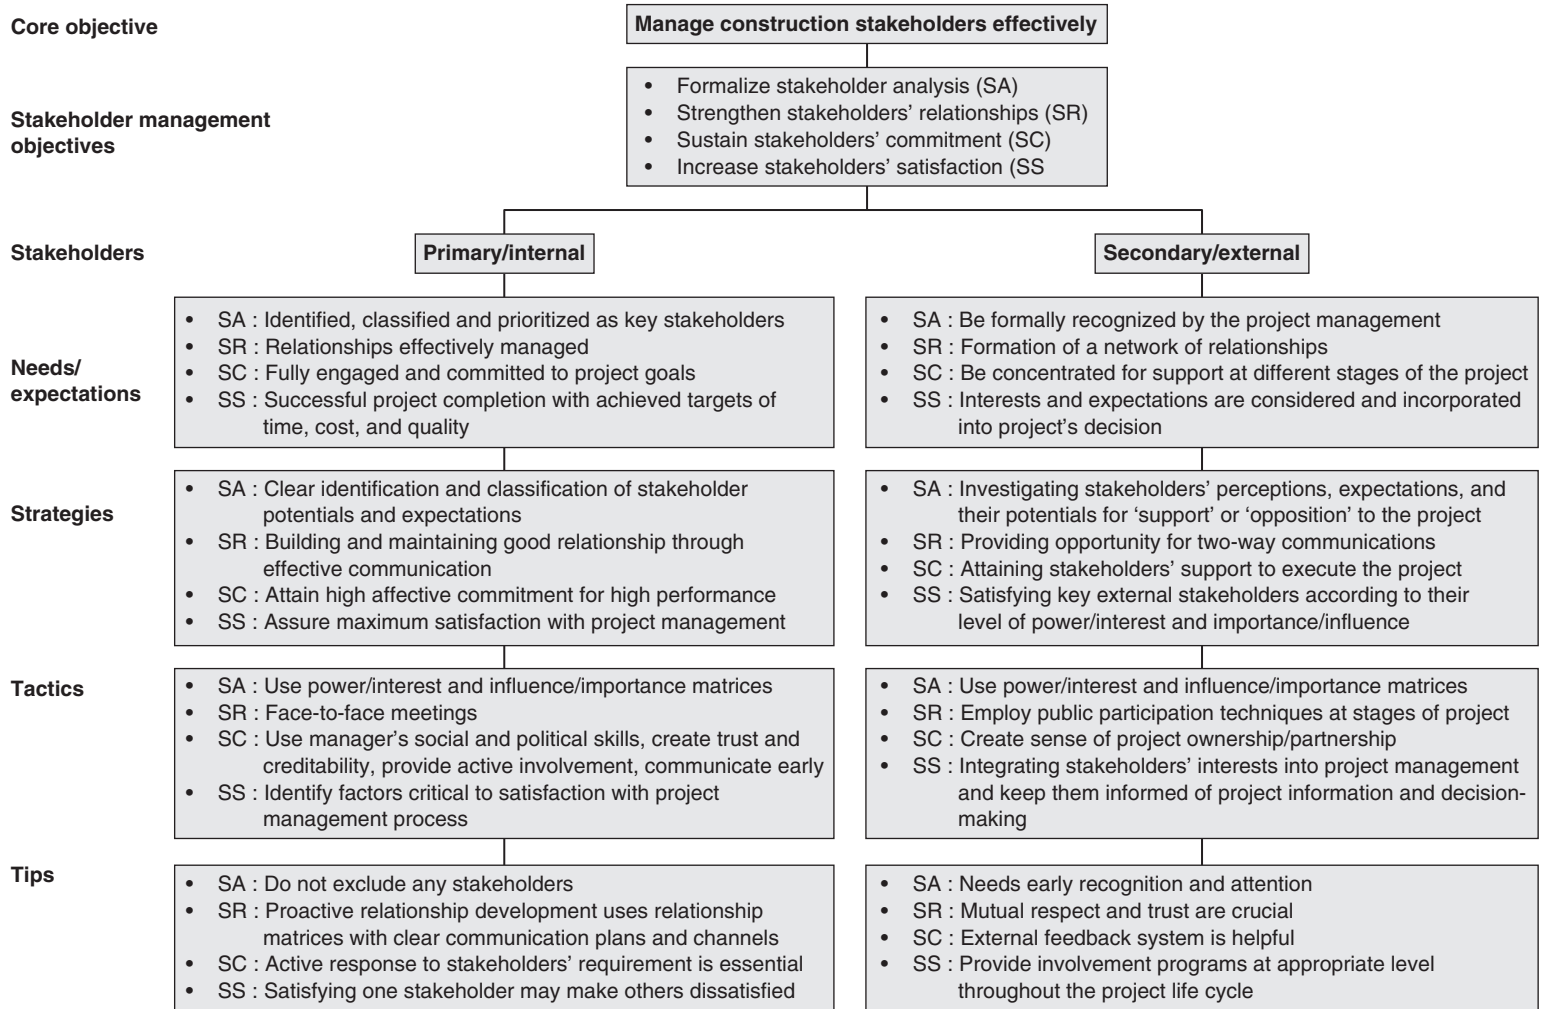 Core objective
Manage construction stakeholders effectively
Stakeholder management
objectives
• Formalize stakeholder analysis (SA)
• Strengthen stakeholders’ relationships (SR)
• Sustain stakeholders’ commitment (SC)
• Increase stakeholders’ satisfaction (SS
Stakeholders
Primary/internal
Secondary/external
Needs/
expectations
• SA : Identified, classified and prioritized as key stakeholders
• SR : Relationships effectively managed
• SC : Fully engaged and committed to project goals
• SS : Successful project completion with achieved targets of
time, cost, and quality
• SA : Be formally recognized by the project management
• SR : Formation of a network of relationships
• SC : Be concentrated for support at different stages of the project
• SS : Interests and expectations are considered and incorporated
into project’s decision
Strategies
• SA : Clear identification and classification of stakeholder
potentials and expectations
• SR : Building and maintaining good relationship through
effective communication
• SC : Attain high affective commitment for high performance
• SS : Assure maximum satisfaction with project management
• SA : Investigating stakeholders’ perceptions, expectations, and
their potentials for ‘support’ or ‘opposition’ to the project
• SR : Providing opportunity for two-way communications
• SC : Attaining stakeholders’ support to execute the project
• SS : Satisfying key external stakeholders according to their
level of power/interest and importance/influence
Tactics
• SA : Use power/interest and influence/importance matrices
• SR : Face-to-face meetings
• SC : Use manager’s social and political skills, create trust and
creditability, provide active involvement, communicate early
• SS : Identify factors critical to satisfaction with project
management process
• SA : Use power/interest and influence/importance matrices
• SR : Employ public participation techniques at stages of project
• SC : Create sense of project ownership/partnership
• SS : Integrating stakeholders’ interests into project management
and keep them informed of project information and decision-
making
Tips
• SA : Do not exclude any stakeholders
• SR : Proactive relationship development uses relationship
matrices with clear communication plans and channels
• SC : Active response to stakeholders’ requirement is essential
• SS : Satisfying one stakeholder may make others dissatisfied
• SA : Needs early recognition and attention
• SR : Mutual respect and trust are crucial
• SC : External feedback system is helpful
• SS : Provide involvement programs at appropriate level
throughout the project life cycle